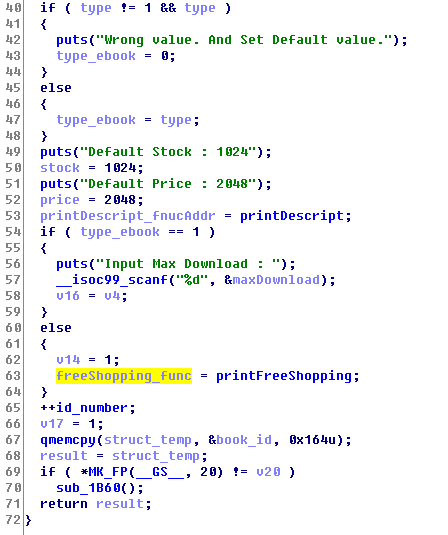 40 if ( type != 1 && type )
41 {
42 puts("Wrong value. And Set Default value.");
43 type_ebook = 0;
44 }
45 else
46 {
47 type_ebook = type;
48 }
49 puts("Default Stock : 1024");
50 stock = 1024;
51 puts("Default Price : 2048");
52 price = 2048;
53 printDescript_fnucAddr = printDescript;
54 if ( type_ebook == 1 )
55 {
56 puts("Input Max Download : ");
57 __isoc99_scanf("%d", &maxDownload);
58 v16 = v4;
59 }
60 else
61 {
62 v14 = 1;
63 freeShopping_func = printFreeShopping;
64 }
65 ++id_number;
66 v17 = 1;
67 qmemcpy(struct_temp, &book_id, 0x164u);
68 result = struct_temp;
69 if ( *MK_FP(__GS__, 20) != v20 )
70 sub_1B60();
71 return result;
72 }